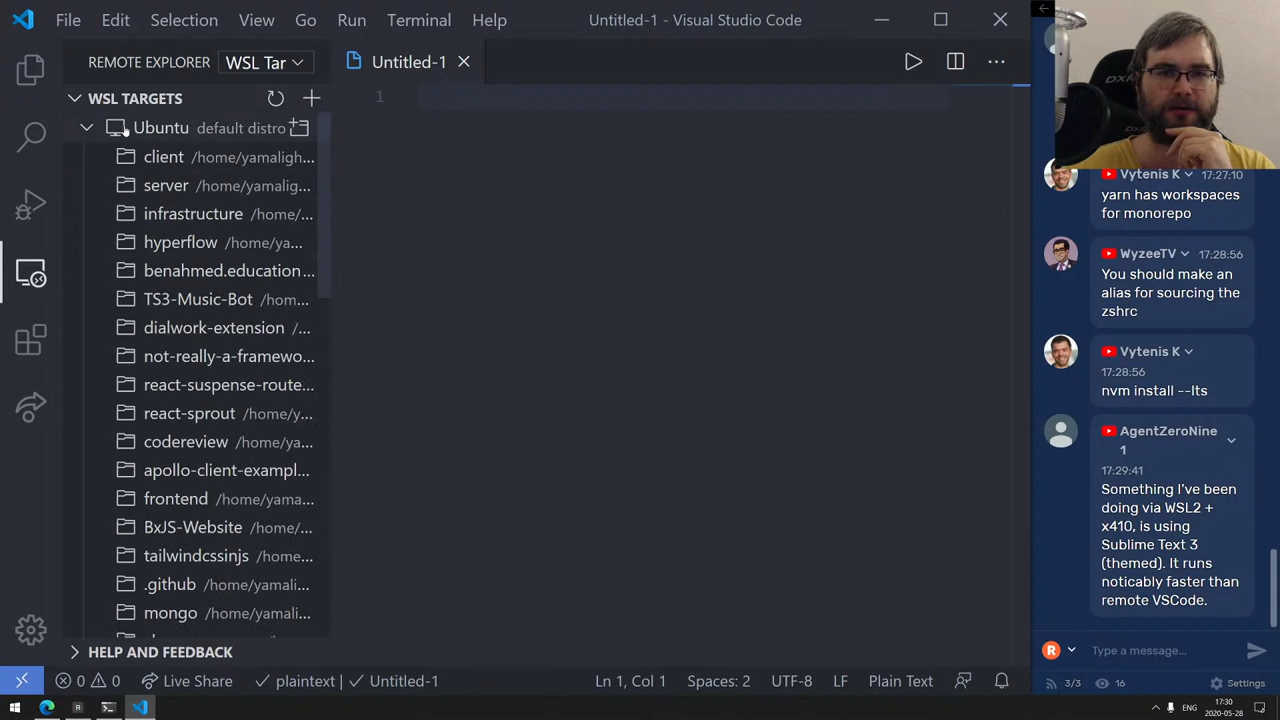 File Edit Selection View Go Run Terminal Help
Untitled-1 - Visual Studio Code
REMOTE EXPLORER WSL Tar
Untitled-1
WSL TARGETS
Ubuntu default distro
client /home/yamaligh...
server /home/yamalig...
infrastructure /home/...
hyperflow /home/ya...
benahmed.education...
TS3-Music-Bot /hom...
dialwork-extension /...
not-really-a-framewo...
react-suspense-route...
react-sprout /home/y...
codereview /home/ya...
apollo-client-exampl...
frontend /home/yama...
BxJS-Website /home/...
tailwindcssinjs /home...
.github /home/yamali...
mongo /home/yamali...
HELP AND FEEDBACK
1
0 0 Live Share plaintext | Untitled-1
Ln 1, Col 1 Spaces: 2 UTF-8 LF Plain Text
Vytenis K 17:27:10
yarn has workspaces
for monorepo
WyzeeTV 17:28:56
You should make an
alias for sourcing the
zshrc
Vytenis K
17:28:56
nvm install --lts
AgentZeroNine
1
17:29:41
Something I've been
doing via WSL2 +
x410, is using
Sublime Text 3
(themed). It runs
noticably faster than
remote VSCode.
R Type a message...
3/3 16 Settings
R
ENG
17:30
2020-05-28